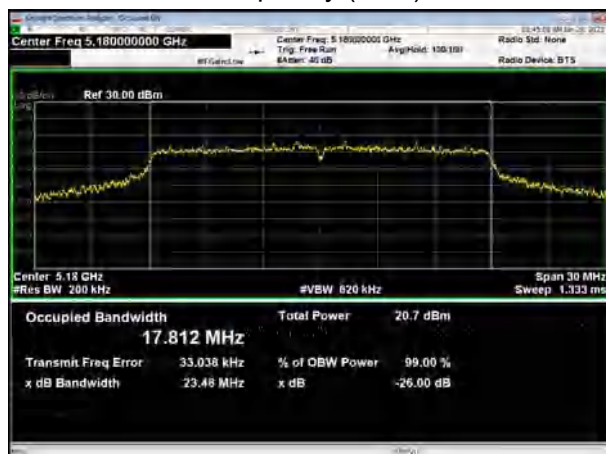 Center Freq 5.180000000 GHz
Center Freq: 5.180000000 GHz
Trig: Free Run
Avg|Hold: 100/100
#IFGain:Low
#Atten: 40 dB
Radio Std: None
Radio Device: BTS
Ref 30.00 dBm
Center 5.18 GHz
Span 30 MHz
#Res BW 200 kHz
#VBW 820 kHz
Sweep 1.333 ms
Occupied Bandwidth
17.812 MHz
Total Power
20.7 dBm
Transmit Freq Error
33.038 kHz
% of OBW Power
99.00 %
x dB Bandwidth
23.46 MHz
x dB
-26.00 dB